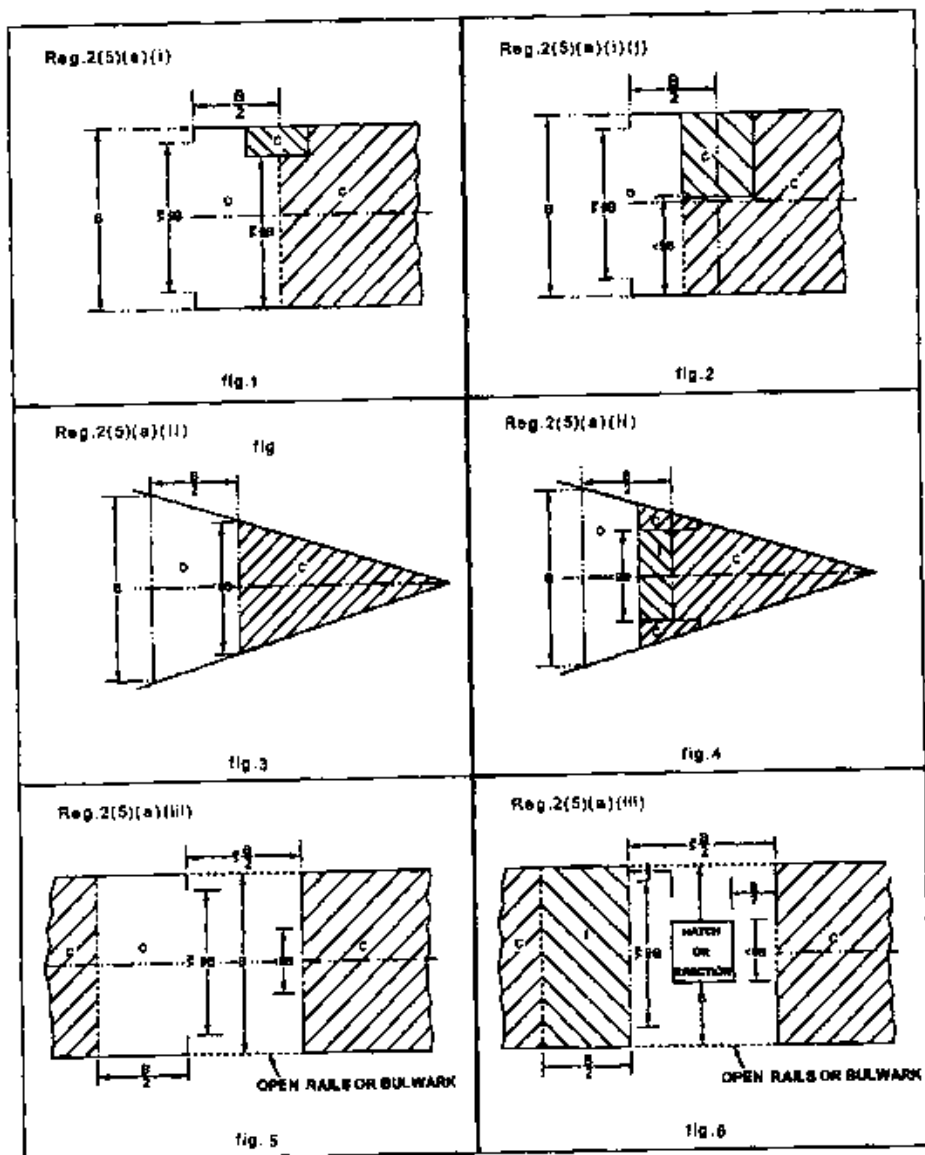 Reg.2(5)(a)(i)
B
2
B
O
C
C
fig.1
Reg.2(5)(a)(i)(j)
B
2
B
O
C
C
fig.2
Reg.2(5)(a)(ii)
fig
B
2
B
O
C
fig.3
Reg.2(5)(a)(ii)
B
2
B
O
C
I
C
C
fig.4
Reg.2(5)(a)(iii)
B
2
C
O
B
C
B
2
OPEN RAILS OR BULWARK
fig. 5
Reg.2(5)(a)(iii)
B
2
C
I
HATCH
OR
ERECTION
C
B
2
OPEN RAILS OR BULWARK
fig.6